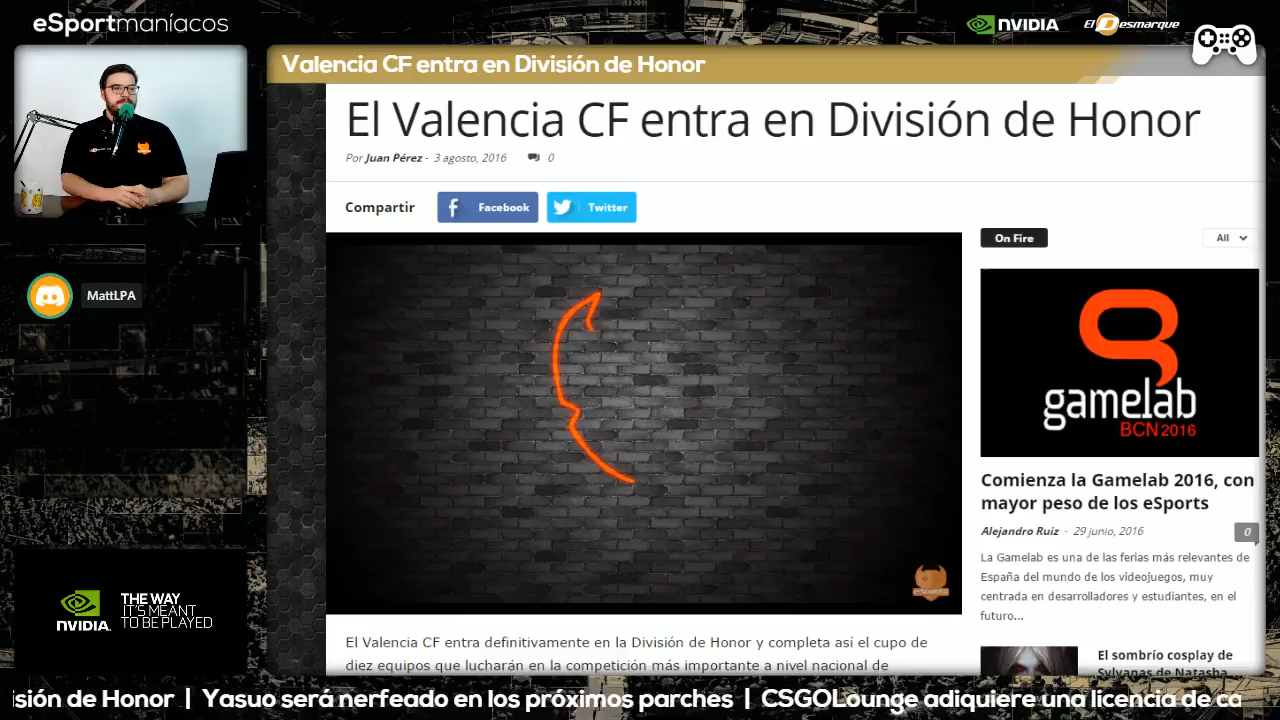 eSportmaníacos
NVIDIA
El Desmarque
Valencia CF entra en División de Honor
El Valencia CF entra en División de Honor
Por Juan Pérez - 3 agosto, 2016 0
Compartir
Facebook
Twitter
On Fire
All
MattLPA
gamelab
BCN2016
Comienza la Gamelab 2016, con
mayor peso de los eSports
Alejandro Ruiz - 29 junio, 2016
0
La Gamelab es una de las ferias más relevantes de
España del mundo de los videojuegos, muy
centrada en desarrolladores y estudiantes, en el
futuro...
eSports
NVIDIA.
THE WAY
IT'S MEANT
TO BE PLAYED
El Valencia CF entra definitivamente en la División de Honor y completa así el cupo de
diez equipos que lucharán en la competición más importante a nivel nacional de
El sombrío cosplay de
Sylvanas de Natasha
isión de Honor | Yasuo será nerfeado en los próximos parches | CSGOLounge adiquiere una licencia de ca